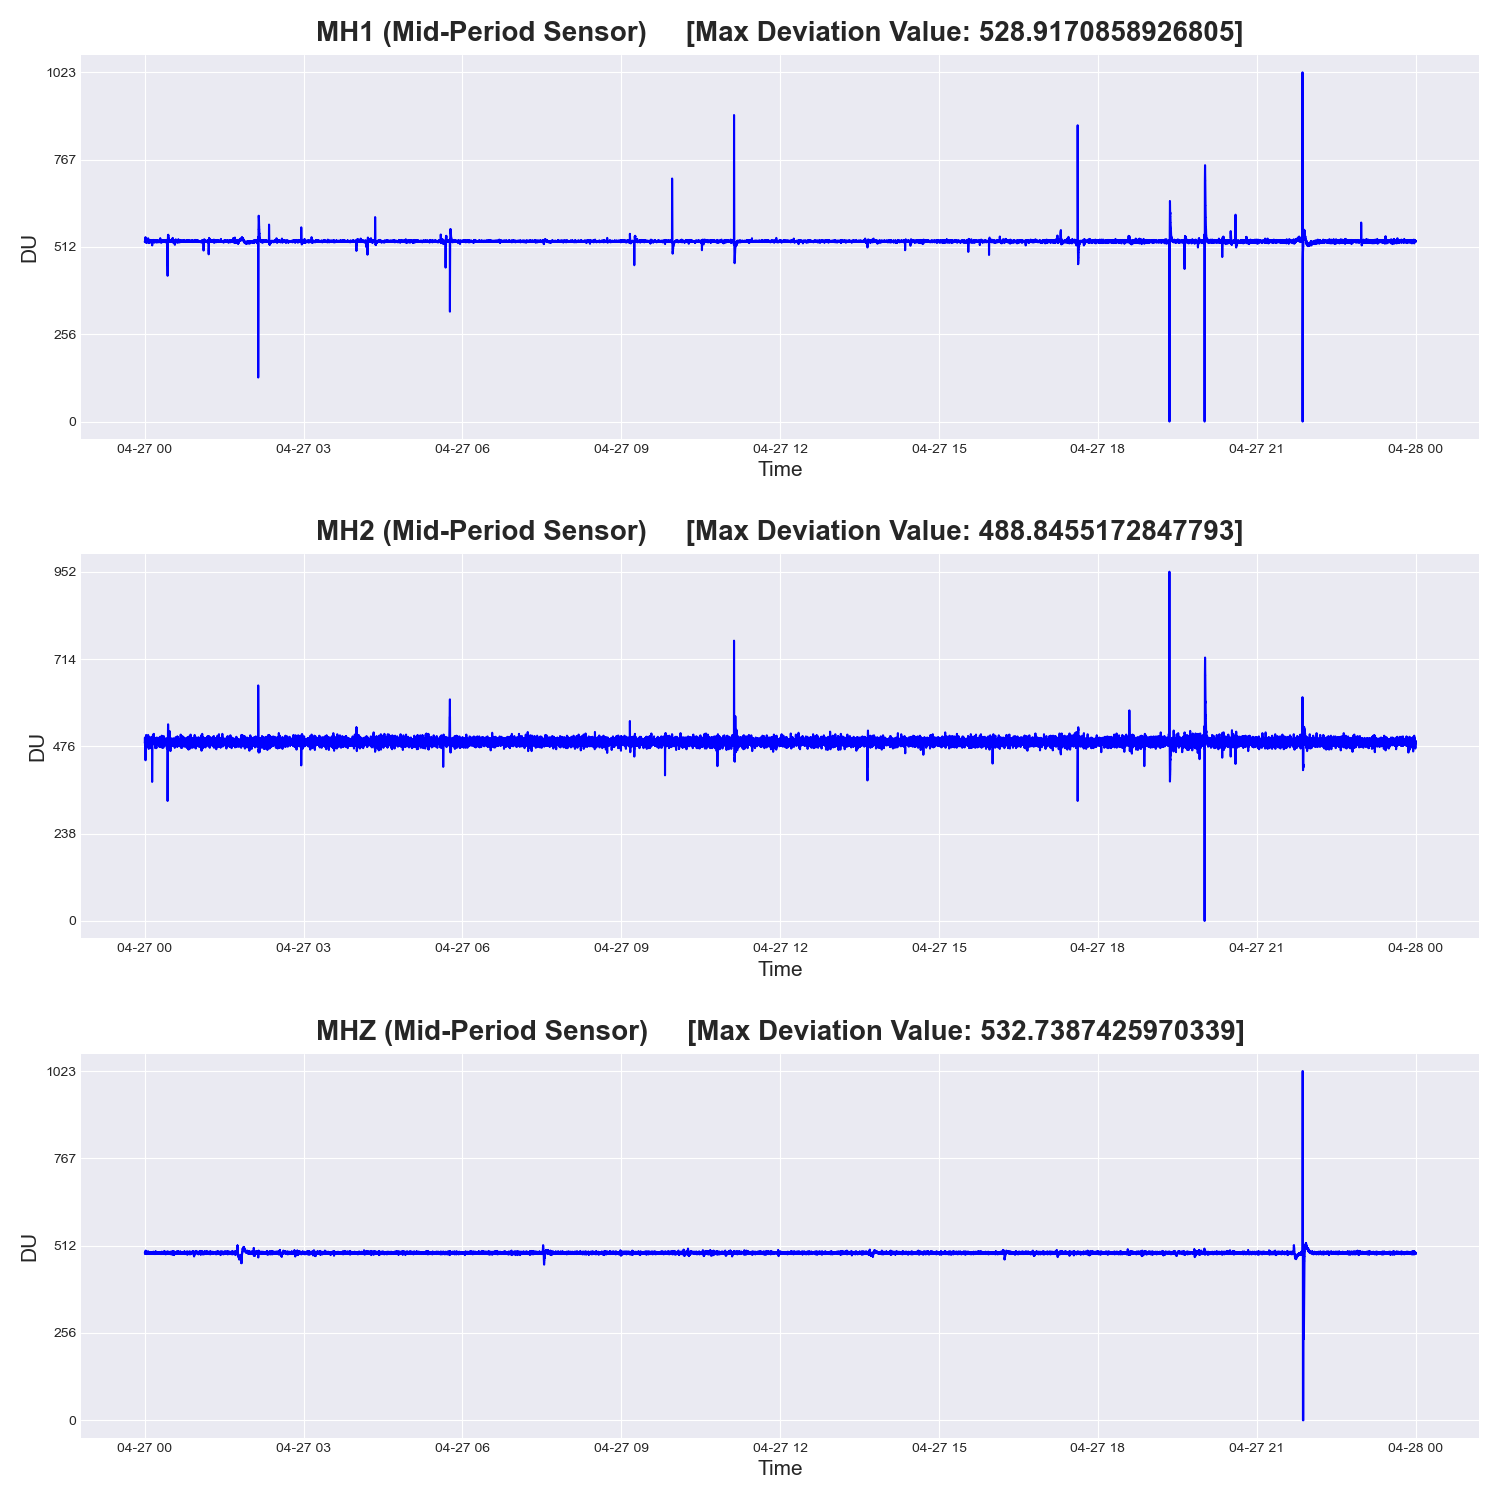 MH1 (Mid-Period Sensor) [Max Deviation Value: 528.9170858926805]
1023
767
512
256
0
DU
04-27 00 04-27 03 04-27 06 04-27 09 04-27 12 04-27 15 04-27 18 04-27 21 04-28 00
Time
MH2 (Mid-Period Sensor) [Max Deviation Value: 488.8455172847793]
952
714
476
238
0
DU
04-27 00 04-27 03 04-27 06 04-27 09 04-27 12 04-27 15 04-27 18 04-27 21 04-28 00
Time
MHZ (Mid-Period Sensor) [Max Deviation Value: 532.7387425970339]
1023
767
512
256
0
DU
04-27 00 04-27 03 04-27 06 04-27 09 04-27 12 04-27 15 04-27 18 04-27 21 04-28 00
Time